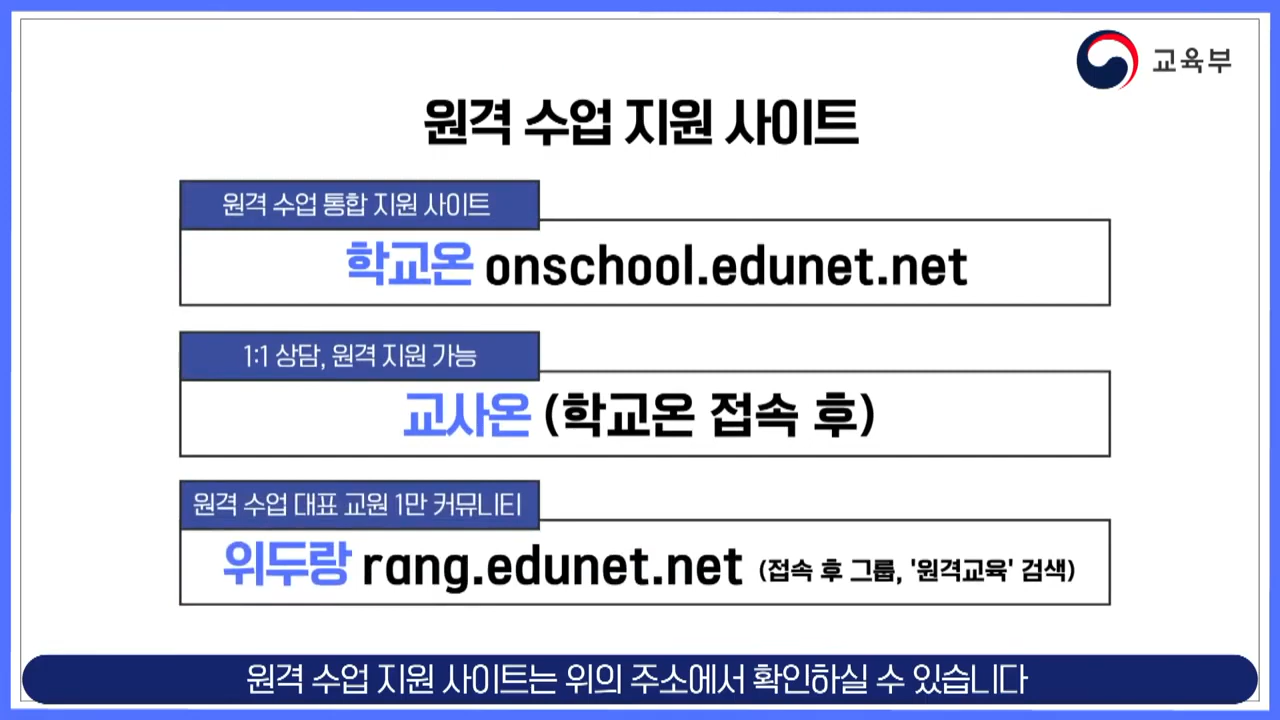 교육부
원격 수업 지원 사이트
원격 수업 통합 지원 사이트
학교온 onschool.edunet.net
1:1 상담, 원격 지원 가능
교사온 (학교온 접속 후)
원격 수업 대표 교원 1만 커뮤니티
위두랑 rang.edunet.net (접속 후 그룹, '원격교육' 검색)
원격 수업 지원 사이트는 위의 주소에서 확인하실 수 있습니다